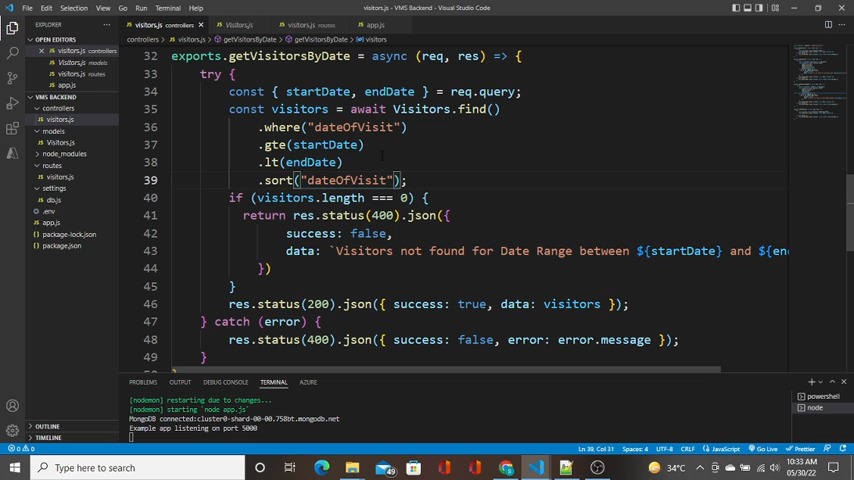 File Edit Selection View Go Run Terminal Help
visitors.js - VMS Backend - Visual Studio Code
EXPLORER ...
visitors.js controllers
Visitors.js
visitors.js routes
app.js
controllers > visitors.js > getVisitorsByDate > getVisitorsByDate > visitors
OPEN EDITORS
visitors.js controllers
Visitors.js models
visitors.js routes
app.js
VMS BACKEND
controllers
visitors.js
models
Visitors.js
node_modules
routes
visitors.js
settings
db.js
.env
app.js
package-lock.json
package.json
OUTLINE
TIMELINE
32 exports.getVisitorsByDate = async (req, res) => {
33 try {
34 const { startDate, endDate } = req.query;
35 const visitors = await Visitors.find()
36 .where("dateOfVisit")
37 .gte(startDate)
38 .lt(endDate)
39 .sort("dateOfVisit");
40 if (visitors.length === 0) {
41 return res.status(400).json({
42 success: false,
43 data: `Visitors not found for Date Range between ${startDate} and ${en
44 })
45 }
46 res.status(200).json({ success: true, data: visitors });
47 } catch (error) {
48 res.status(400).json({ success: false, error: error.message });
49 }
PROBLEMS OUTPUT DEBUG CONSOLE TERMINAL AZURE
[nodemon] restarting due to changes...
[nodemon] starting `node app.js`
MongoDB connected:cluster0-shard-00-00.758bt.mongodb.net
Example app listening on port 5000
powershell
node
0 0
Ln 39, Col 31 Spaces: 4 UTF-8 CRLF JavaScript Go Live Prettier
Type here to search
49
34°C
10:33 AM
05/30/22